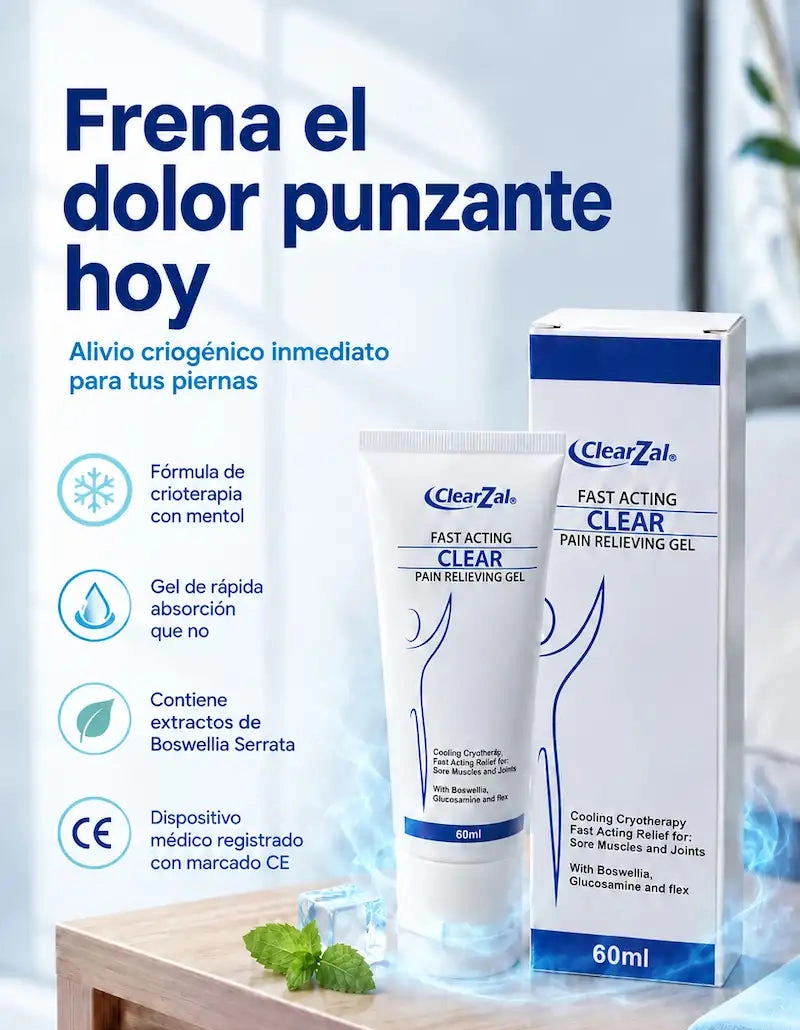 Frena el
dolor punzante
hoy
Alivio criogénico inmediato
para tus piernas
Fórmula de
crioterapia
con mentol
Gel de rápida
absorción
que no
Contiene
extractos de
Boswellia Serrata
CE
Dispositivo
médico registrado
con marcado CE
ClearZal®
FAST ACTING
CLEAR
PAIN RELIEVING GEL
Cooling Cryotherapy
Fast Acting Relief for:
Sore Muscles and Joints
With Boswellia,
Glucosamine and flex
60ml
ClearZal®
FAST ACTING
CLEAR
PAIN RELIEVING GEL
Cooling Cryotherapy
Fast Acting Relief for:
Sore Muscles and Joints
With Boswellia,
Glucosamine and flex
60ml